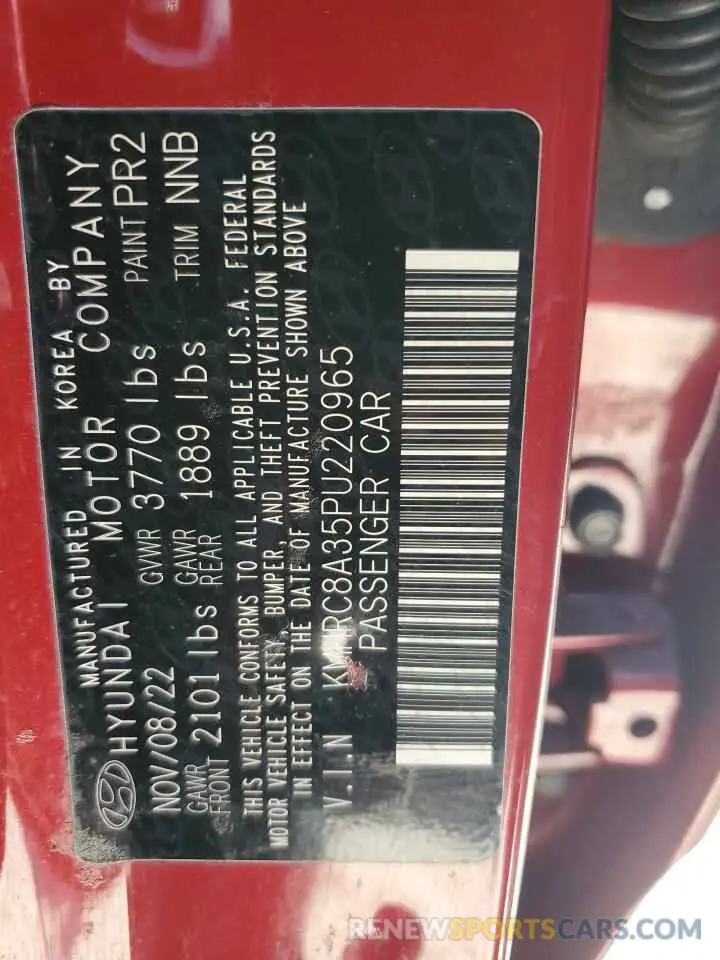 MANUFACTURED IN KOREA BY
HYUNDAI MOTOR COMPANY
NOV/08/22 GVWR 3770 lbs PAINT PR2
GAWR FRONT 2101 lbs GAWR REAR 1889 lbs TRIM NNB
THIS VEHICLE CONFORMS TO ALL APPLICABLE U.S.A. FEDERAL
MOTOR VEHICLE SAFETY, BUMPER, AND THEFT PREVENTION STANDARDS
IN EFFECT ON THE DATE OF MANUFACTURE SHOWN ABOVE
V.I.N KMHRC8A35PU220965
PASSENGER CAR
RENEWSPORTSCARS.COM